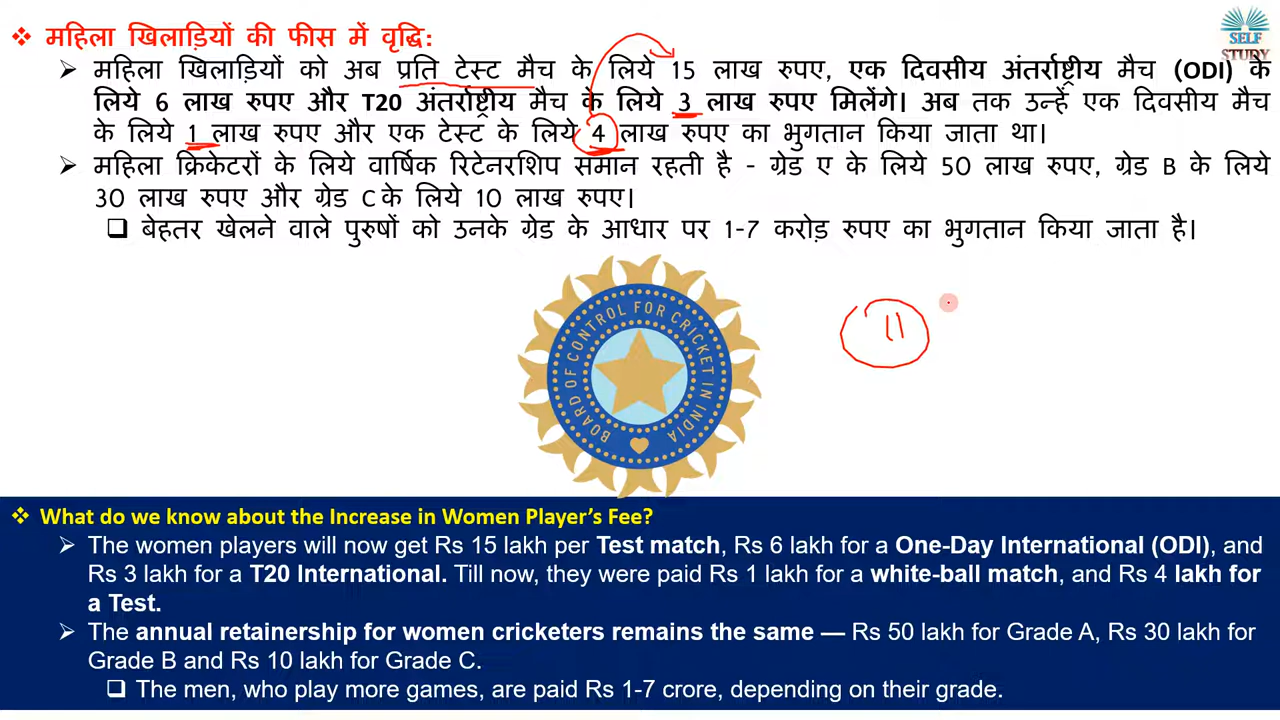 ❖ महिला खिलाड़ियों की फीस में वृद्धि:
SELF
STUDY
➢ महिला खिलाड़ियों को अब प्रति टेस्ट मैच के लिये 15 लाख रुपए, एक दिवसीय अंतर्राष्ट्रीय मैच (ODI) के
लिये 6 लाख रुपए और T20 अंतर्राष्ट्रीय मैच के लिये 3 लाख रुपए मिलेंगे। अब तक उन्हें एक दिवसीय मैच
के लिये 1 लाख रुपए और एक टेस्ट के लिये 4 लाख रुपए का भुगतान किया जाता था।
➢ महिला क्रिकेटरों के लिये वार्षिक रिटेनरशिप समान रहती है - ग्रेड ए के लिये 50 लाख रुपए, ग्रेड B के लिये
30 लाख रुपए और ग्रेड C के लिये 10 लाख रुपए।
❑ बेहतर खेलने वाले पुरुषों को उनके ग्रेड के आधार पर 1-7 करोड़ रुपए का भुगतान किया जाता है।
BOARD OF CONTROL FOR CRICKET IN INDIA
11
❖ What do we know about the Increase in Women Player's Fee?
➢ The women players will now get Rs 15 lakh per Test match, Rs 6 lakh for a One-Day International (ODI), and
Rs 3 lakh for a T20 International. Till now, they were paid Rs 1 lakh for a white-ball match, and Rs 4 lakh for
a Test.
➢ The annual retainership for women cricketers remains the same — Rs 50 lakh for Grade A, Rs 30 lakh for
Grade B and Rs 10 lakh for Grade C.
❑ The men, who play more games, are paid Rs 1-7 crore, depending on their grade.